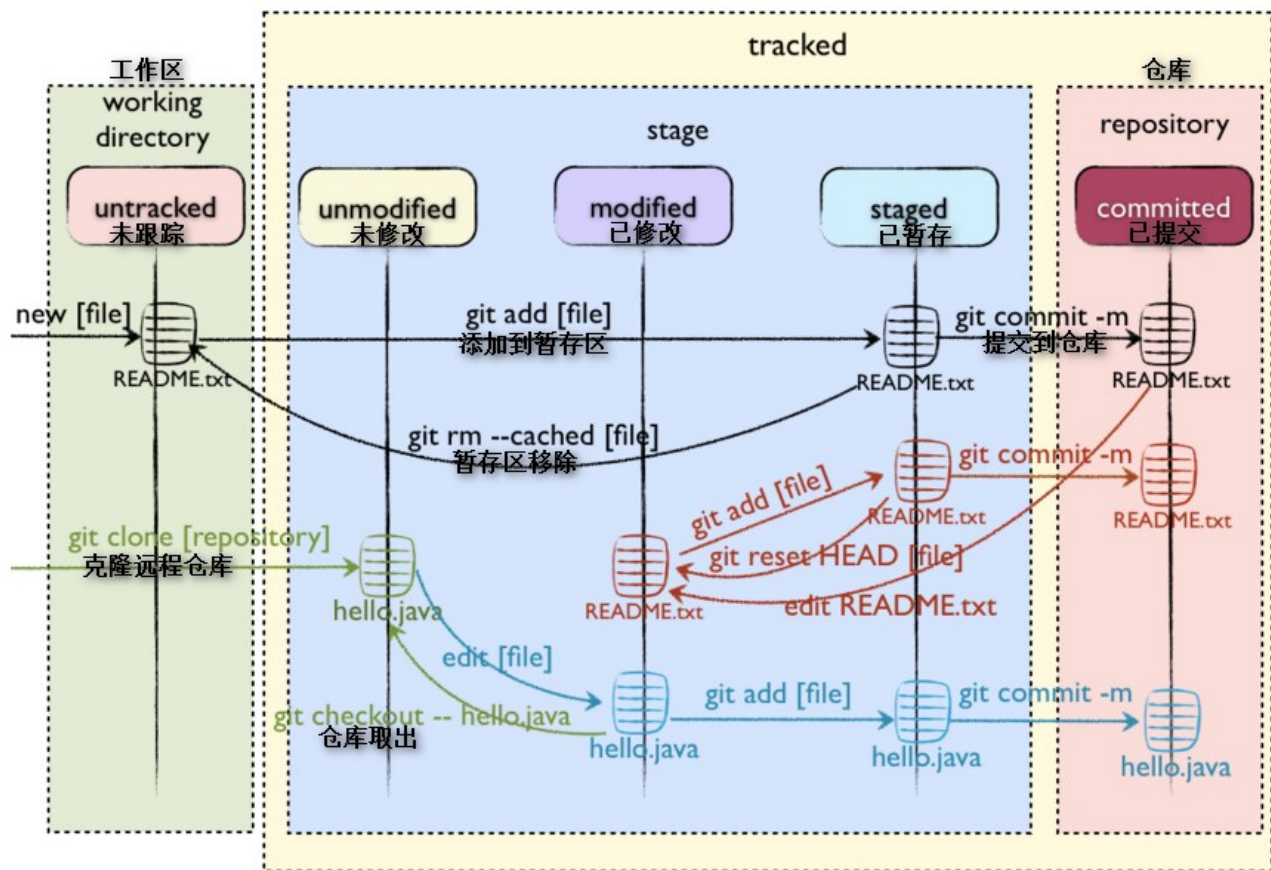 tracked
工作区
working
directory
stage
仓库
repository
untracked
未跟踪
unmodified
未修改
modified
已修改
staged
已暂存
committed
已提交
new [file]
git add [file]
添加到暂存区
git commit -m
提交到仓库
README.txt
README.txt
README.txt
git rm --cached [file]
暂存区移除
git commit -m
git add [file]
README.txt
README.txt
git clone [repository]
克隆远程仓库
git reset HEAD [file]
hello.java
README.txt
edit README.txt
edit [file]
git add [file]
git commit -m
git checkout -- hello.java
仓库取出
hello.java
hello.java
hello.java